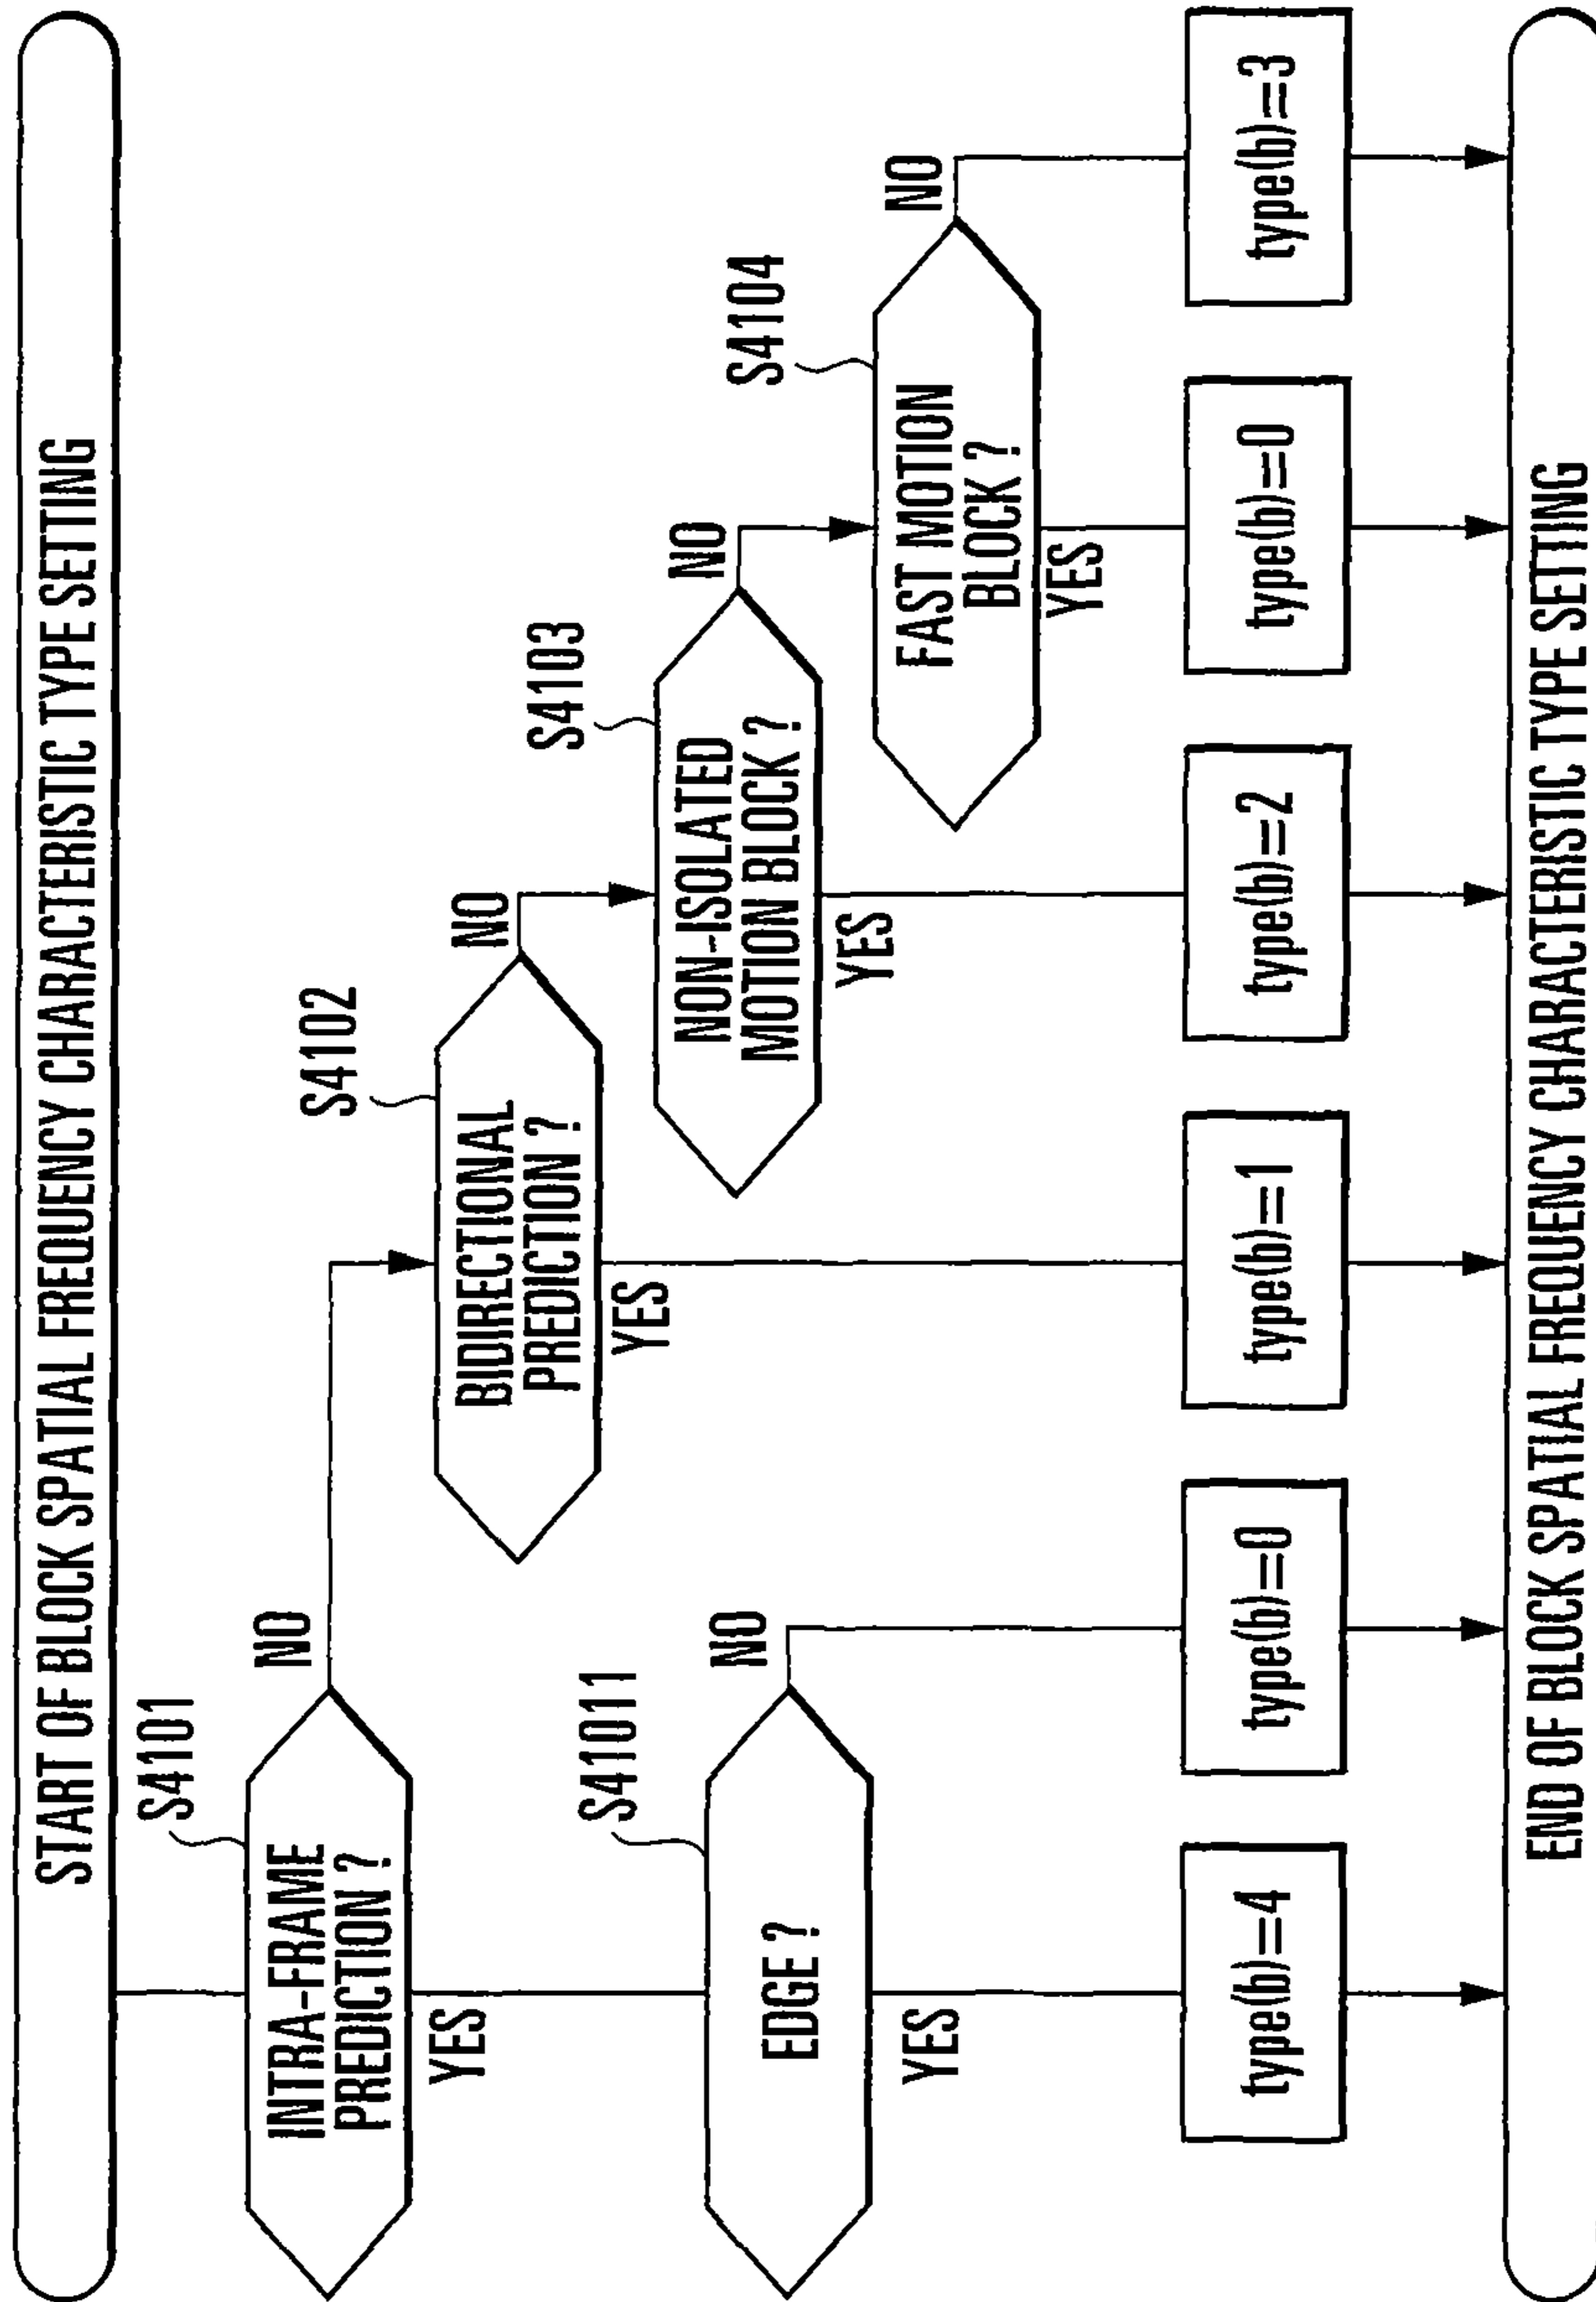 START OF BLOCK SPATIAL FREQUENCY CHARACTERISTIC TYPE SETTING
S4101
INTRA-FRAME
PREDICTION ?
NO
YES
S4102
BIDIRECTIONAL
PREDICTION ?
NO
YES
S4103
NON-ISOLATED
MOTION BLOCK ?
NO
YES
S41011
EDGE ?
NO
YES
S4104
FAST MOTION
BLOCK ?
NO
YES
type(b)=4
type(b)=0
type(b)=1
type(b)=2
type(b)=0
type(b)=3
END OF BLOCK SPATIAL FREQUENCY CHARACTERISTIC TYPE SETTING